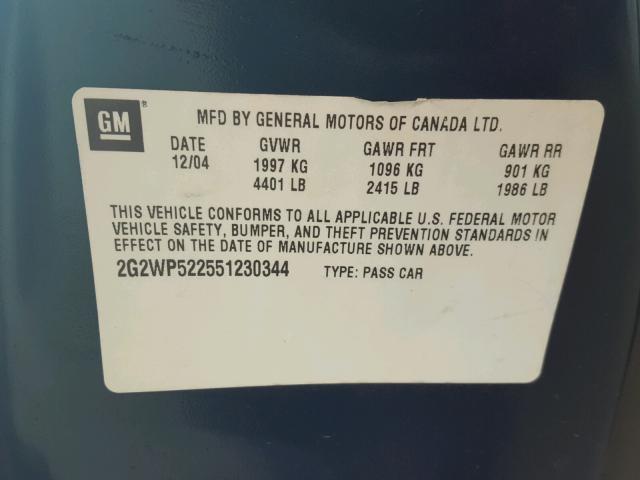 GM ®
MFD BY GENERAL MOTORS OF CANADA LTD.
DATE GVWR GAWR FRT GAWR RR
12/04 1997 KG 1096 KG 901 KG
4401 LB 2415 LB 1986 LB
THIS VEHICLE CONFORMS TO ALL APPLICABLE U.S. FEDERAL MOTOR
VEHICLE SAFETY, BUMPER, AND THEFT PREVENTION STANDARDS IN
EFFECT ON THE DATE OF MANUFACTURE SHOWN ABOVE.
2G2WP522551230344 TYPE: PASS CAR